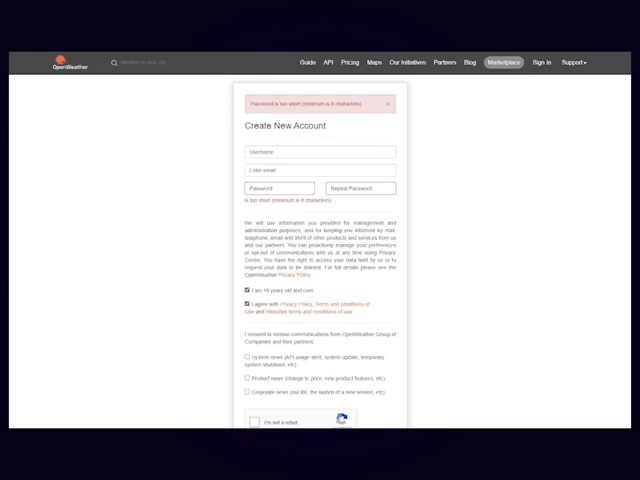 OpenWeather
Weather in your city
Guide API Pricing Maps Our Initiatives Partners Blog Marketplace Sign in Support
Password is too short (minimum is 8 characters) ×
Create New Account
Username
Enter email
Password Repeat Password
is too short (minimum is 8 characters)
We will use information you provided for management and
administration purposes, and for keeping you informed by mail,
telephone, email and SMS of other products and services from us
and our partners. You can proactively manage your preferences
or opt-out of communications with us at any time using Privacy
Centre. You have the right to access your data held by us or to
request your data to be deleted. For full details please see the
OpenWeather Privacy Policy.
I am 16 years old and over
I agree with Privacy Policy, Terms and conditions of
sale and Websites terms and conditions of use
I consent to receive communications from OpenWeather Group of
Companies and their partners:
System news (API usage alert, system update, temporary
system shutdown, etc)
Product news (change to price, new product features, etc)
Corporate news (our life, the launch of a new service, etc)
I'm not a robot